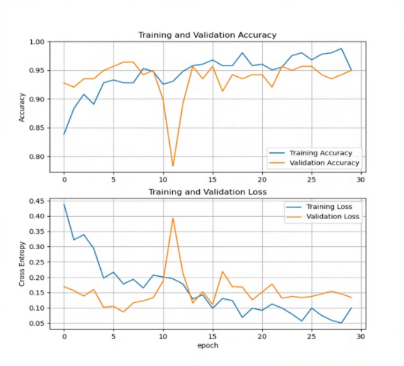 Training and Validation Accuracy
Accuracy
1.00
0.95
0.90
0.85
0.80
Training Accuracy
Validation Accuracy
0 5 10 15 20 25 30
Training and Validation Loss
Cross Entropy
0.45
0.40
0.35
0.30
0.25
0.20
0.15
0.10
0.05
Training Loss
Validation Loss
0 5 10 15 20 25 30
epoch